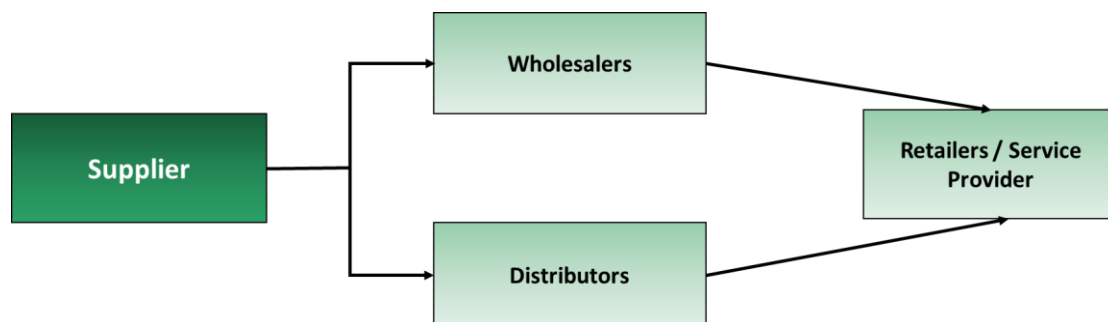 Supplier
Wholesalers
Distributors
Retailers / Service
Provider